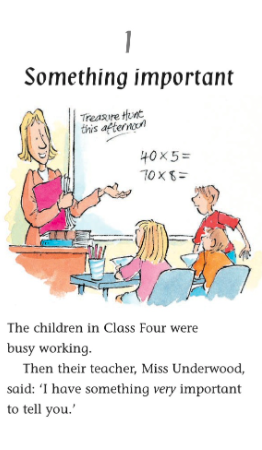 1
Something important
Treasure Hunt
this afternoon
40 x 5 =
70 x 8 =
The children in Class Four were
busy working.
Then their teacher, Miss Underwood,
said: ‘I have something very important
to tell you.’